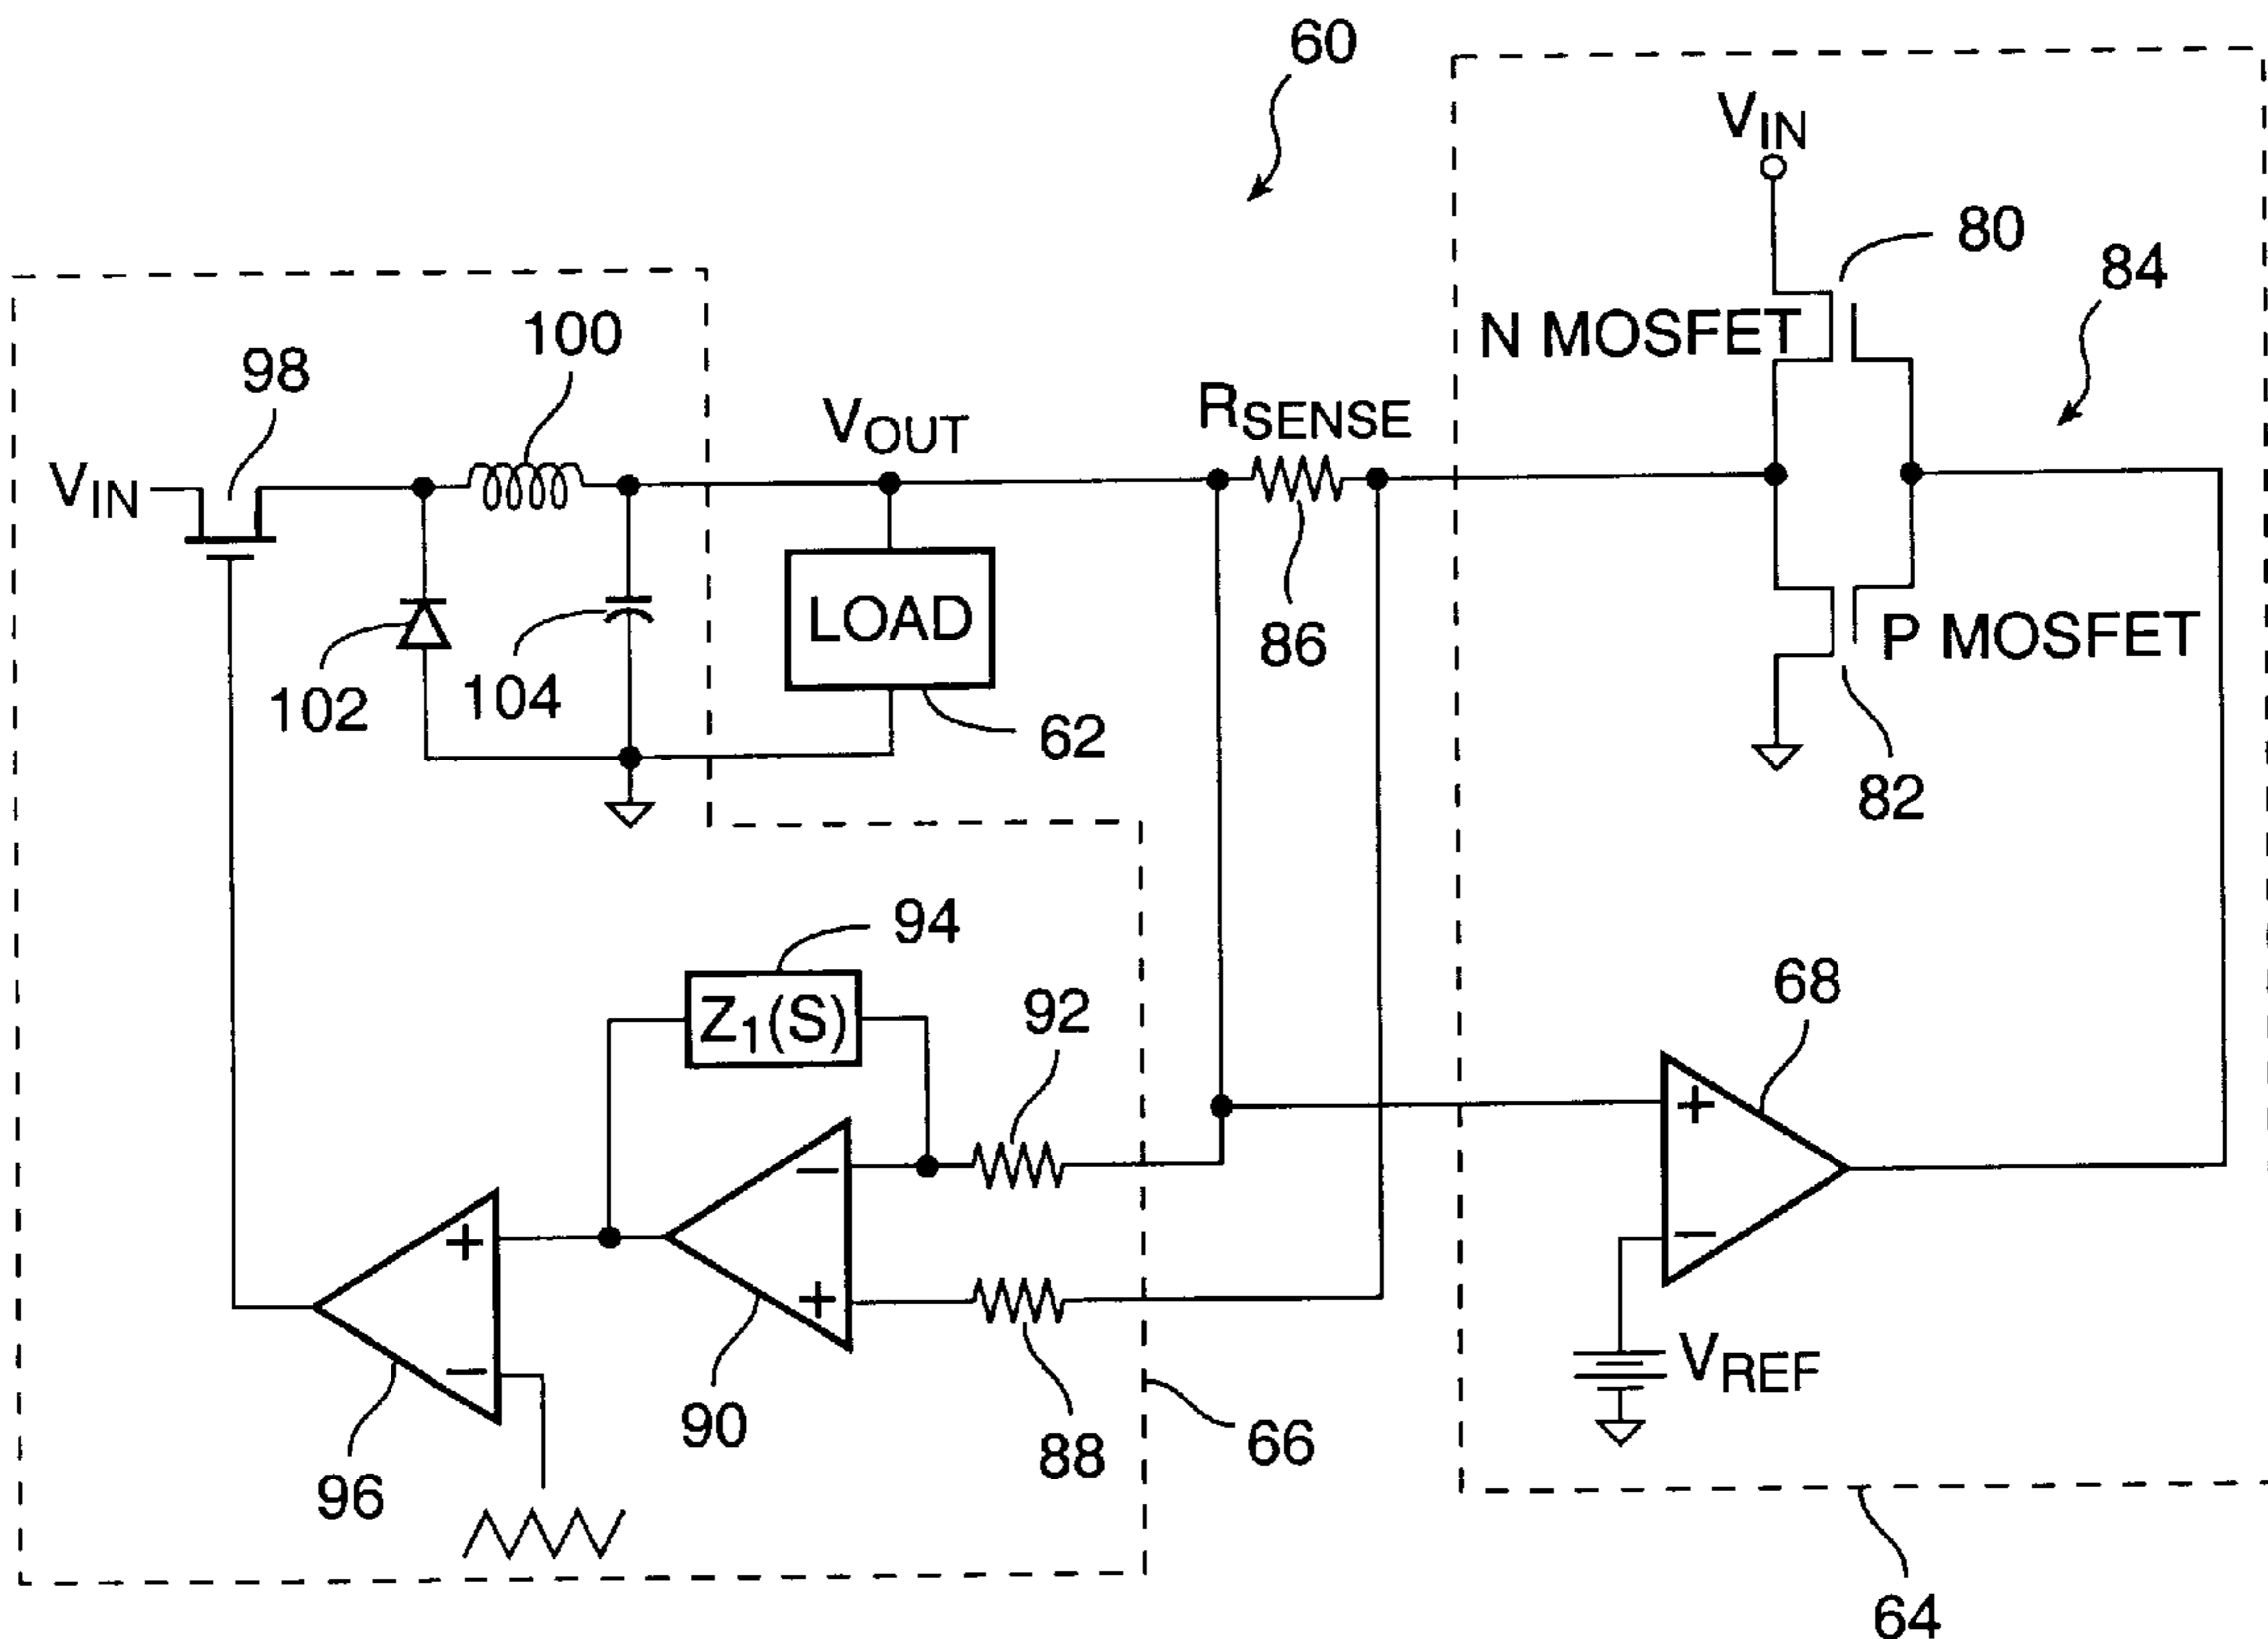 60
VIN
80
84
N MOSFET
100
98
VOUT
RSENSE
VIN
LOAD
86
P MOSFET
102
104
62
82
94
Z1(S)
92
68
+
−
+
−
+
−
VREF
90
88
66
96
64